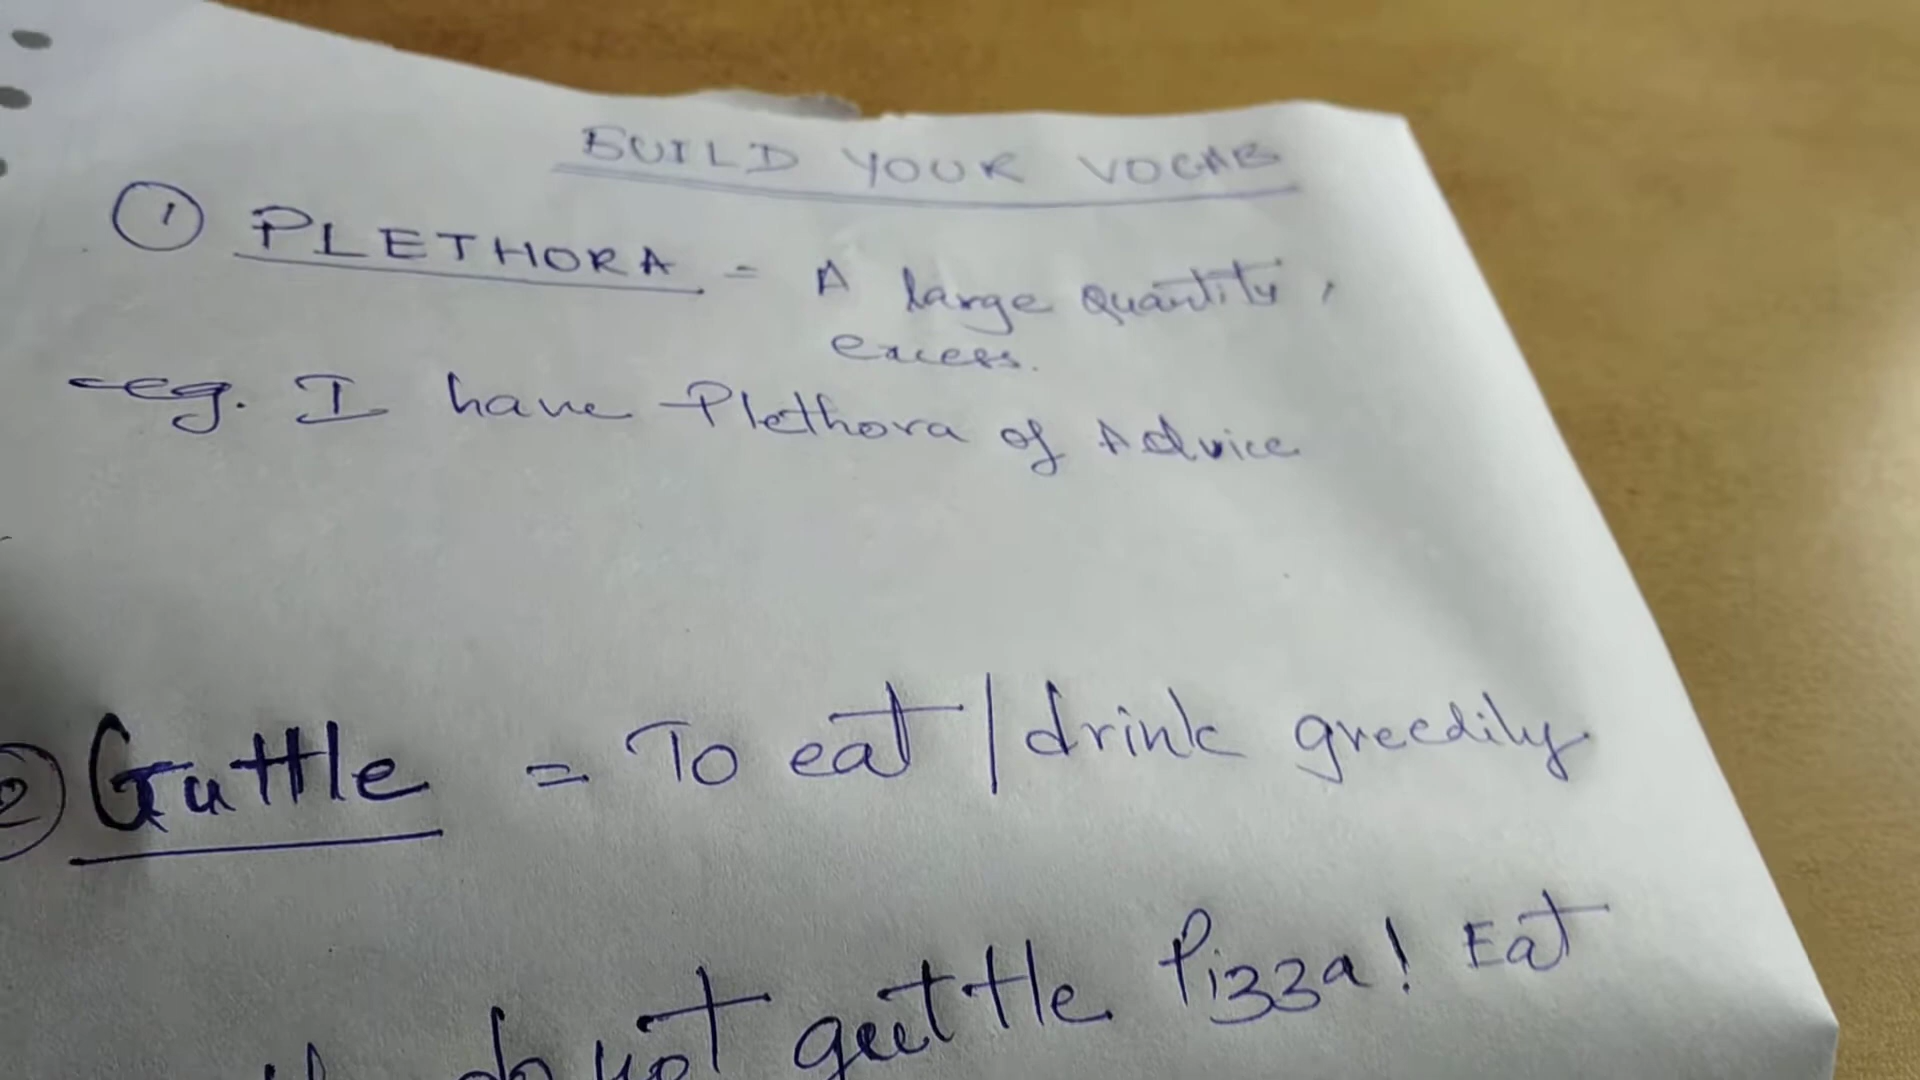 BUILD YOUR VOCAB
① PLETHORA = A large Quantity,
excess.
eg. I have Plethora of Advice
② Guttle = To eat / drink greedily
do not guttle Pizza! Eat